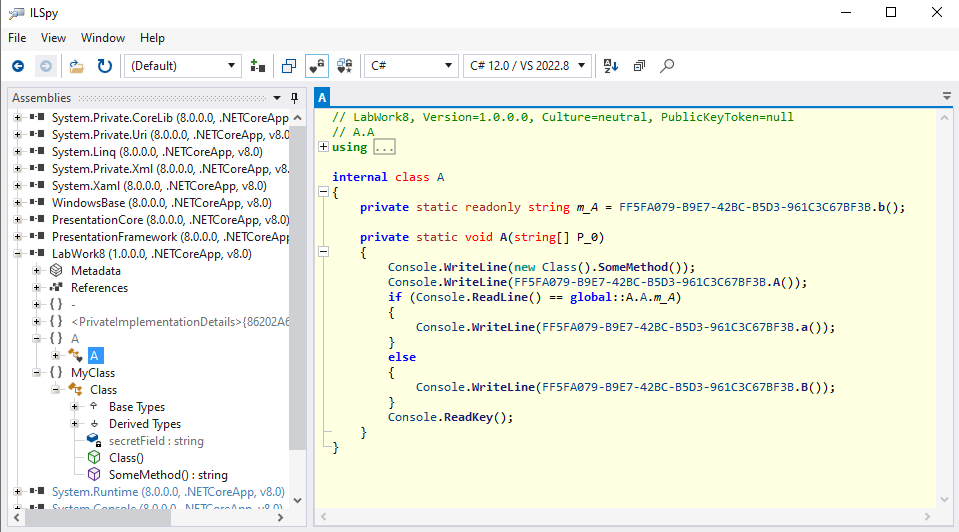 ILSpy
File View Window Help
(Default) C# C# 12.0 / VS 2022.8
Assemblies
System.Private.CoreLib (8.0.0.0, .NETCoreApp
System.Private.Uri (8.0.0.0, .NETCoreApp, v8.0)
System.Linq (8.0.0.0, .NETCoreApp, v8.0)
System.Private.Xml (8.0.0.0, .NETCoreApp, v8.
System.Xaml (8.0.0.0, .NETCoreApp, v8.0)
WindowsBase (8.0.0.0, .NETCoreApp, v8.0)
PresentationCore (8.0.0.0, .NETCoreApp, v8.0)
PresentationFramework (8.0.0.0, .NETCoreApp
LabWork8 (1.0.0.0, .NETCoreApp, v8.0)
Metadata
References
{ } -
{ } <PrivateImplementationDetails>{86202A6
{ } A
A
{ } MyClass
Class
Base Types
Derived Types
secretField : string
Class()
SomeMethod() : string
System.Runtime (8.0.0.0, .NETCoreApp, v8.0)
System.Console (8.0.0.0, .NETCoreApp, v8.0)
A
// LabWork8, Version=1.0.0.0, Culture=neutral, PublicKeyToken=null
// A.A
using ...
internal class A
{
private static readonly string m_A = FF5FA079-B9E7-42BC-B5D3-961C3C67BF3B.b();
private static void A(string[] P_0)
{
Console.WriteLine(new Class().SomeMethod());
Console.WriteLine(FF5FA079-B9E7-42BC-B5D3-961C3C67BF3B.A());
if (Console.ReadLine() == global::A.A.m_A)
{
Console.WriteLine(FF5FA079-B9E7-42BC-B5D3-961C3C67BF3B.a());
}
else
{
Console.WriteLine(FF5FA079-B9E7-42BC-B5D3-961C3C67BF3B.B());
}
Console.ReadKey();
}
}